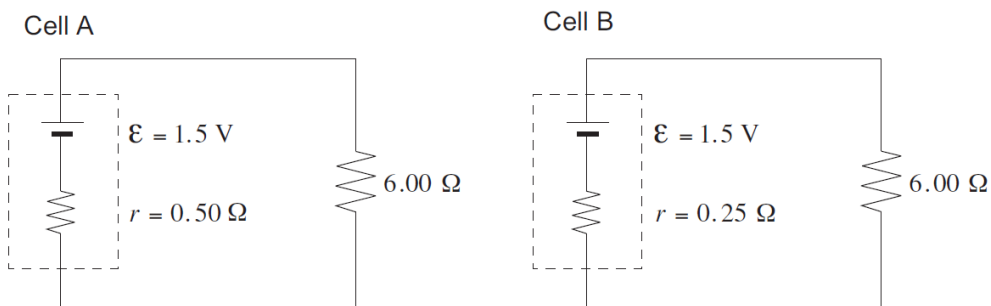 Cell A
ℰ = 1.5 V
6.00 Ω
r = 0.50 Ω
Cell B
ℰ = 1.5 V
6.00 Ω
r = 0.25 Ω